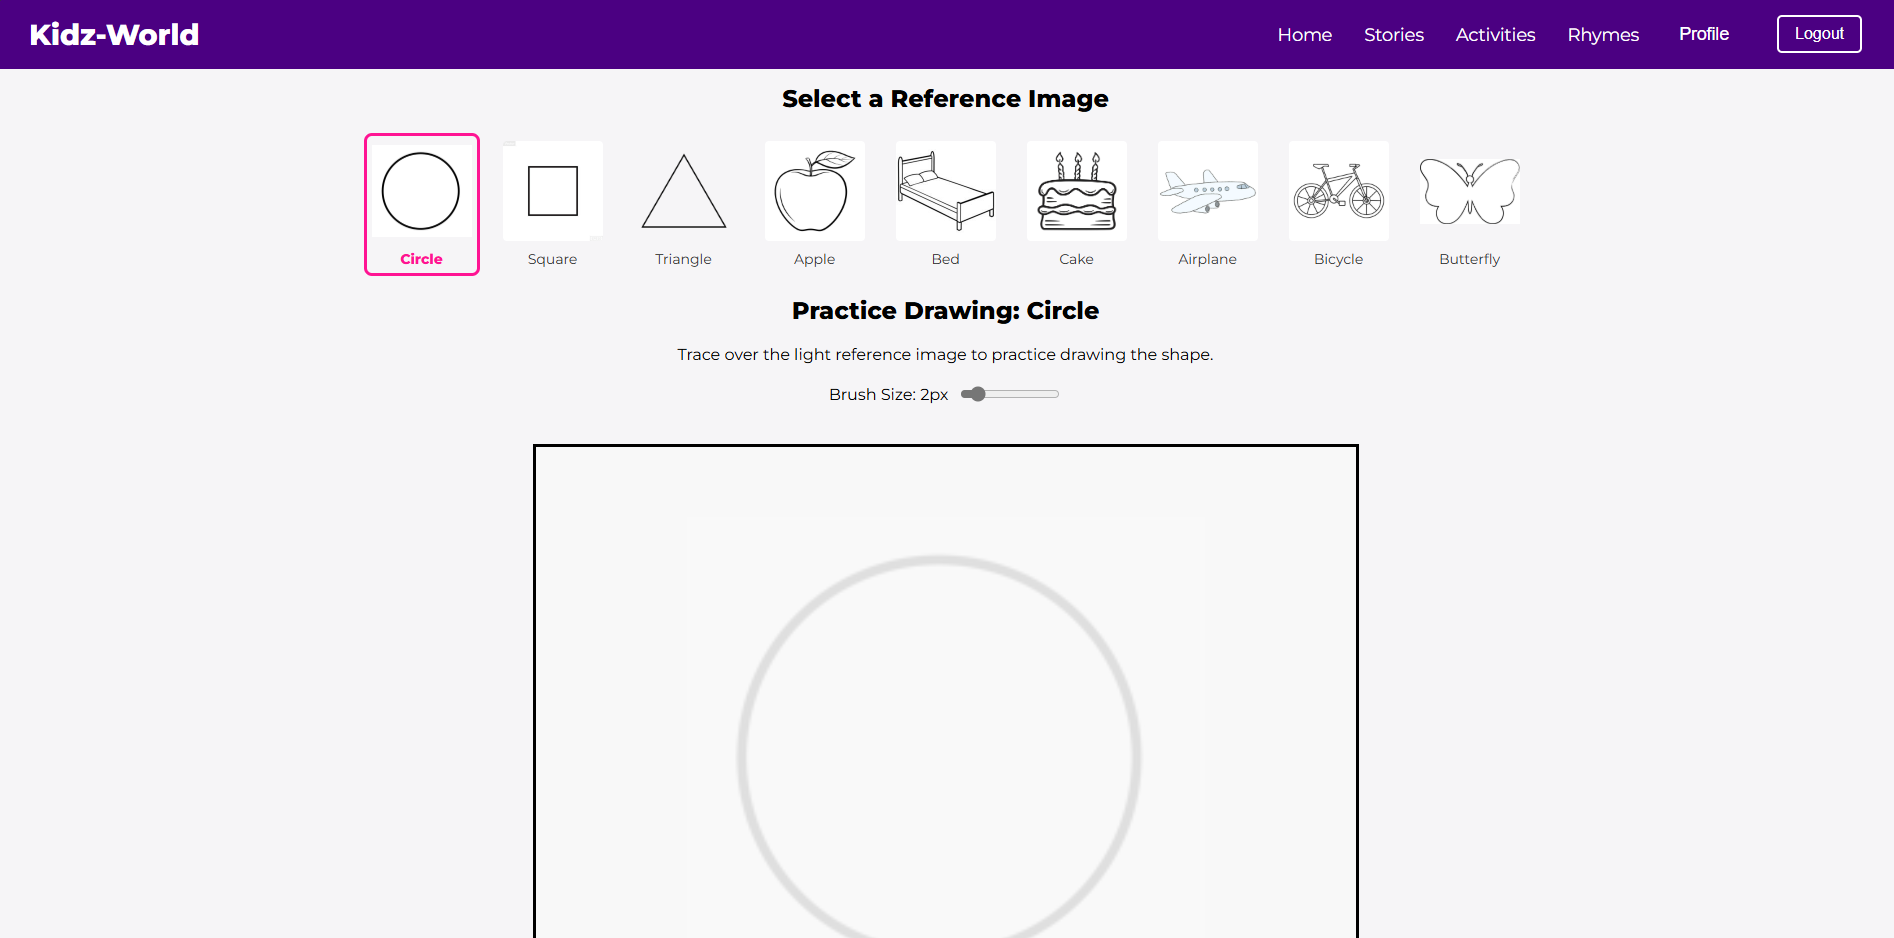 Kidz-World Home Stories Activities Rhymes Profile Logout
Select a Reference Image
Circle Square Triangle Apple Bed Cake Airplane Bicycle Butterfly
Practice Drawing: Circle
Trace over the light reference image to practice drawing the shape.
Brush Size: 2px